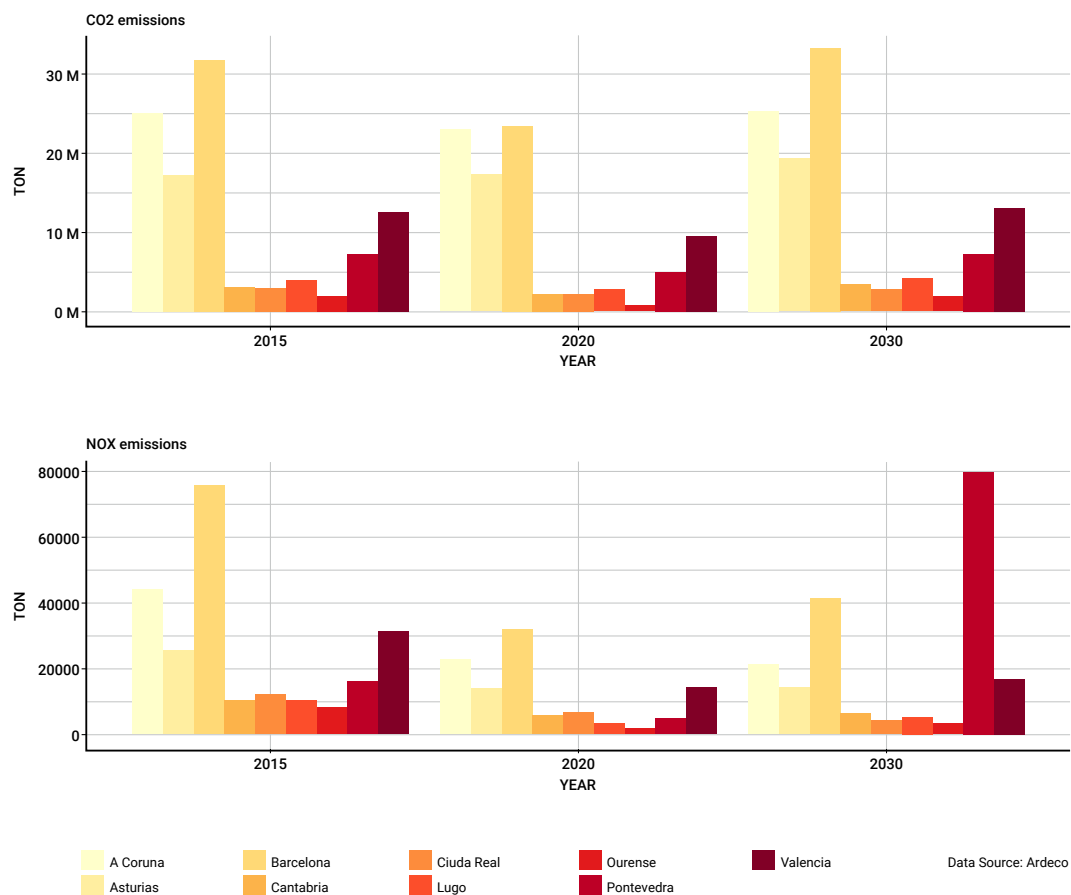 CO2 emissions
30 M
20 M
10 M
0 M
TON
2015 2020 2030
YEAR
NOX emissions
80000
60000
40000
20000
0
TON
2015 2020 2030
YEAR
A Coruna Barcelona Ciuda Real Ourense Valencia Data Source: Ardeco
Asturias Cantabria Lugo Pontevedra